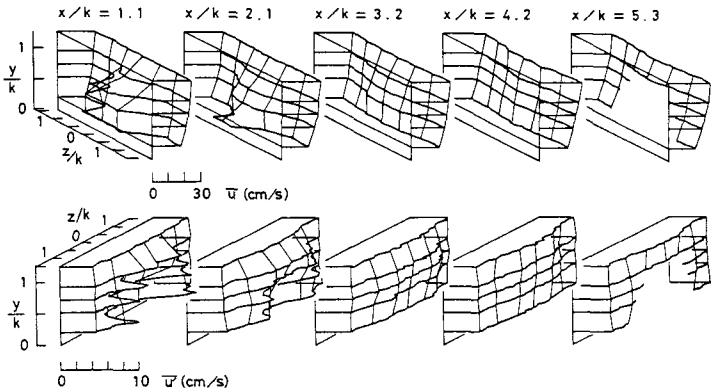 x/k = 1.1 x/k = 2.1 x/k = 3.2 x/k = 4.2 x/k = 5.3
1
y/k
0
1 0 1
z/k
0 30 ū (cm/s)
z/k
1 0 1
1
y/k
0
0 10 u̅' (cm/s)